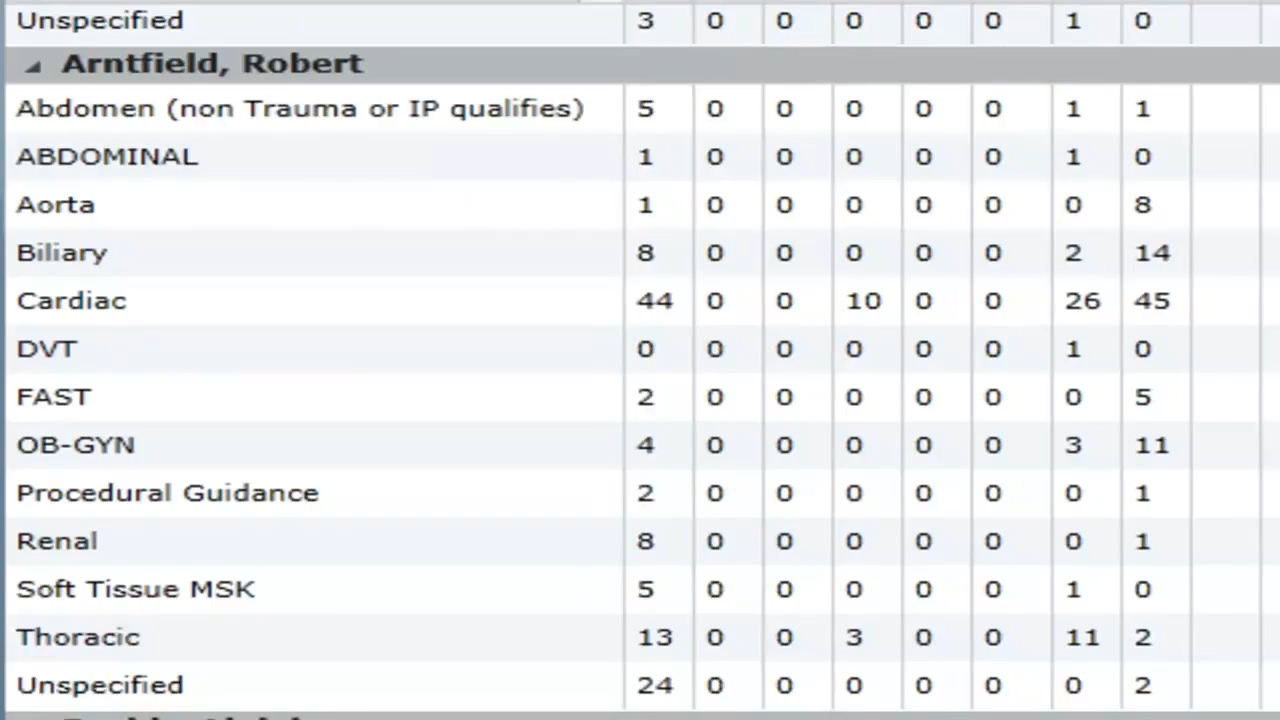 Unspecified 3 0 0 0 0 0 1 0
Arntfield, Robert
Abdomen (non Trauma or IP qualifies) 5 0 0 0 0 0 1 1
ABDOMINAL 1 0 0 0 0 0 1 0
Aorta 1 0 0 0 0 0 0 8
Biliary 8 0 0 0 0 0 2 14
Cardiac 44 0 0 10 0 0 26 45
DVT 0 0 0 0 0 0 1 0
FAST 2 0 0 0 0 0 0 5
OB-GYN 4 0 0 0 0 0 3 11
Procedural Guidance 2 0 0 0 0 0 0 1
Renal 8 0 0 0 0 0 0 1
Soft Tissue MSK 5 0 0 0 0 0 1 0
Thoracic 13 0 0 3 0 0 11 2
Unspecified 24 0 0 0 0 0 0 2